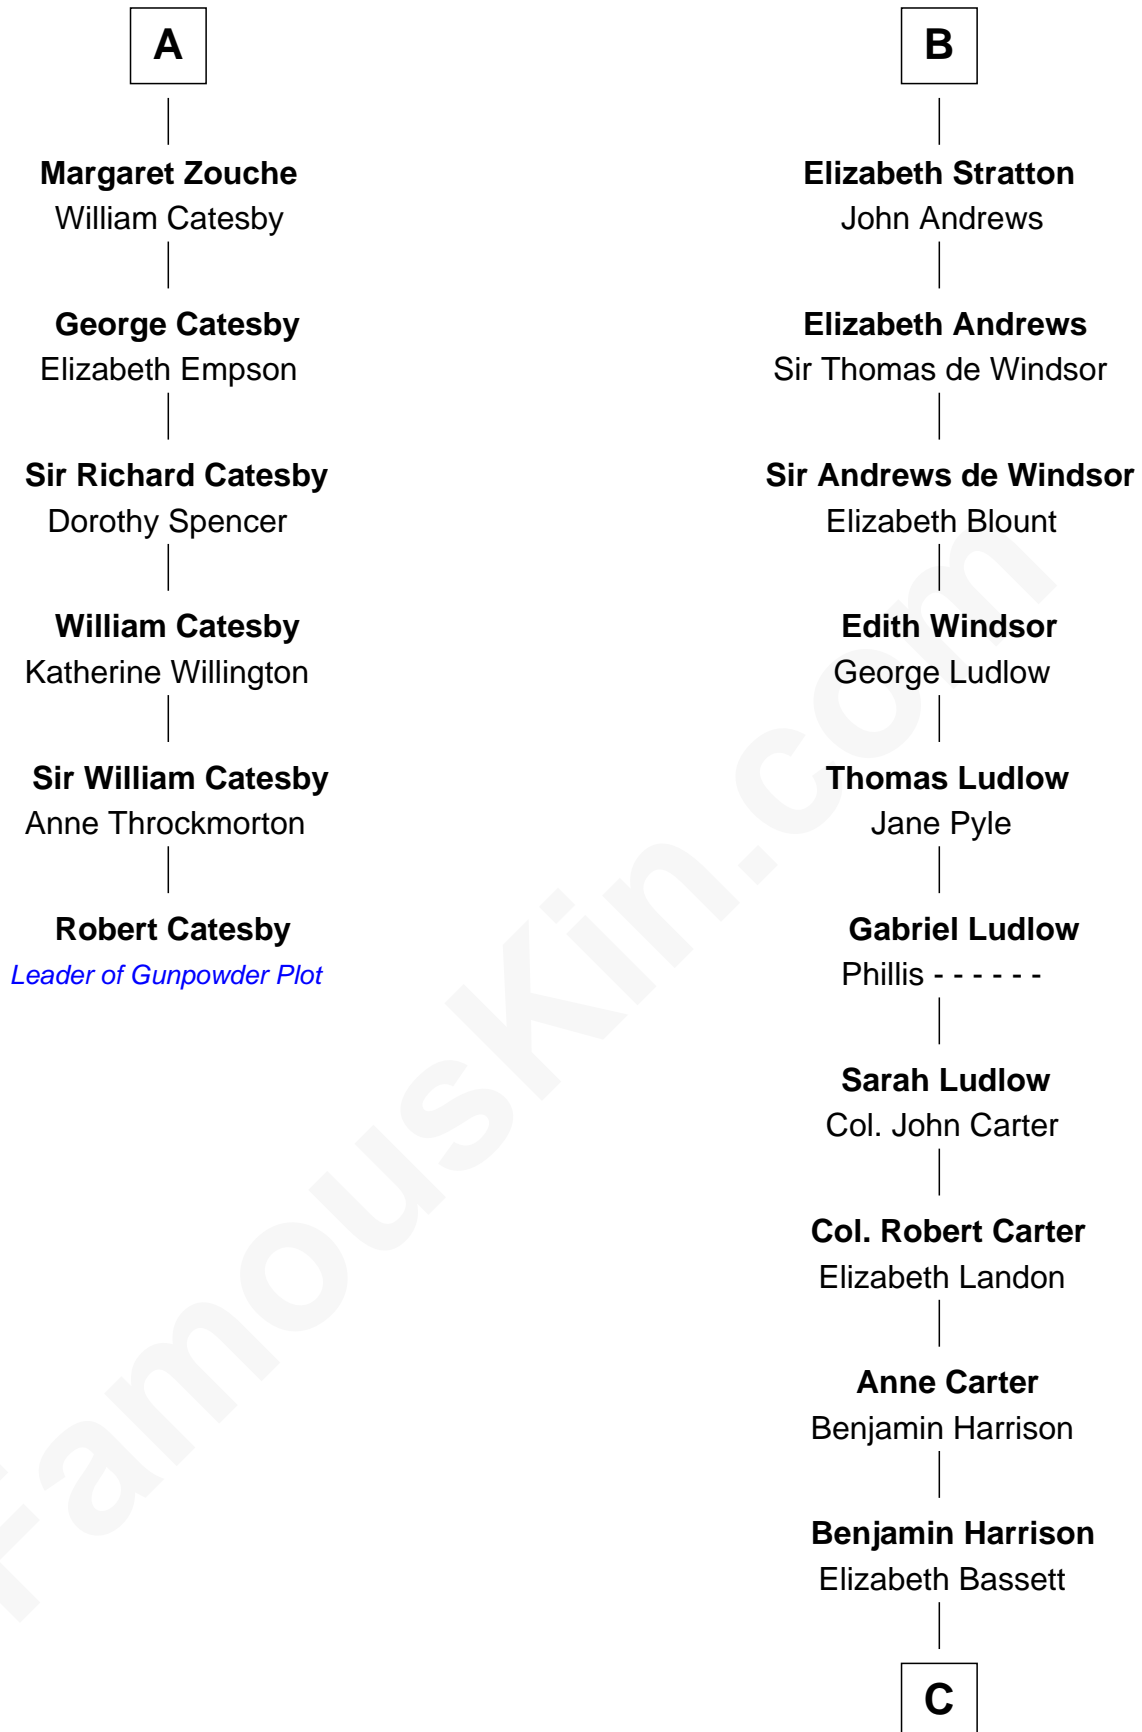 A
Margaret Zouche
William Catesby
George Catesby
Elizabeth Empson
Sir Richard Catesby
Dorothy Spencer
William Catesby
Katherine Willington
Sir William Catesby
Anne Throckmorton
Robert Catesby
Leader of Gunpowder Plot
B
Elizabeth Stratton
John Andrews
Elizabeth Andrews
Sir Thomas de Windsor
Sir Andrews de Windsor
Elizabeth Blount
Edith Windsor
George Ludlow
Thomas Ludlow
Jane Pyle
Gabriel Ludlow
Phillis - - - - - -
Sarah Ludlow
Col. John Carter
Col. Robert Carter
Elizabeth Landon
Anne Carter
Benjamin Harrison
Benjamin Harrison
Elizabeth Bassett
C
FamousKin.com